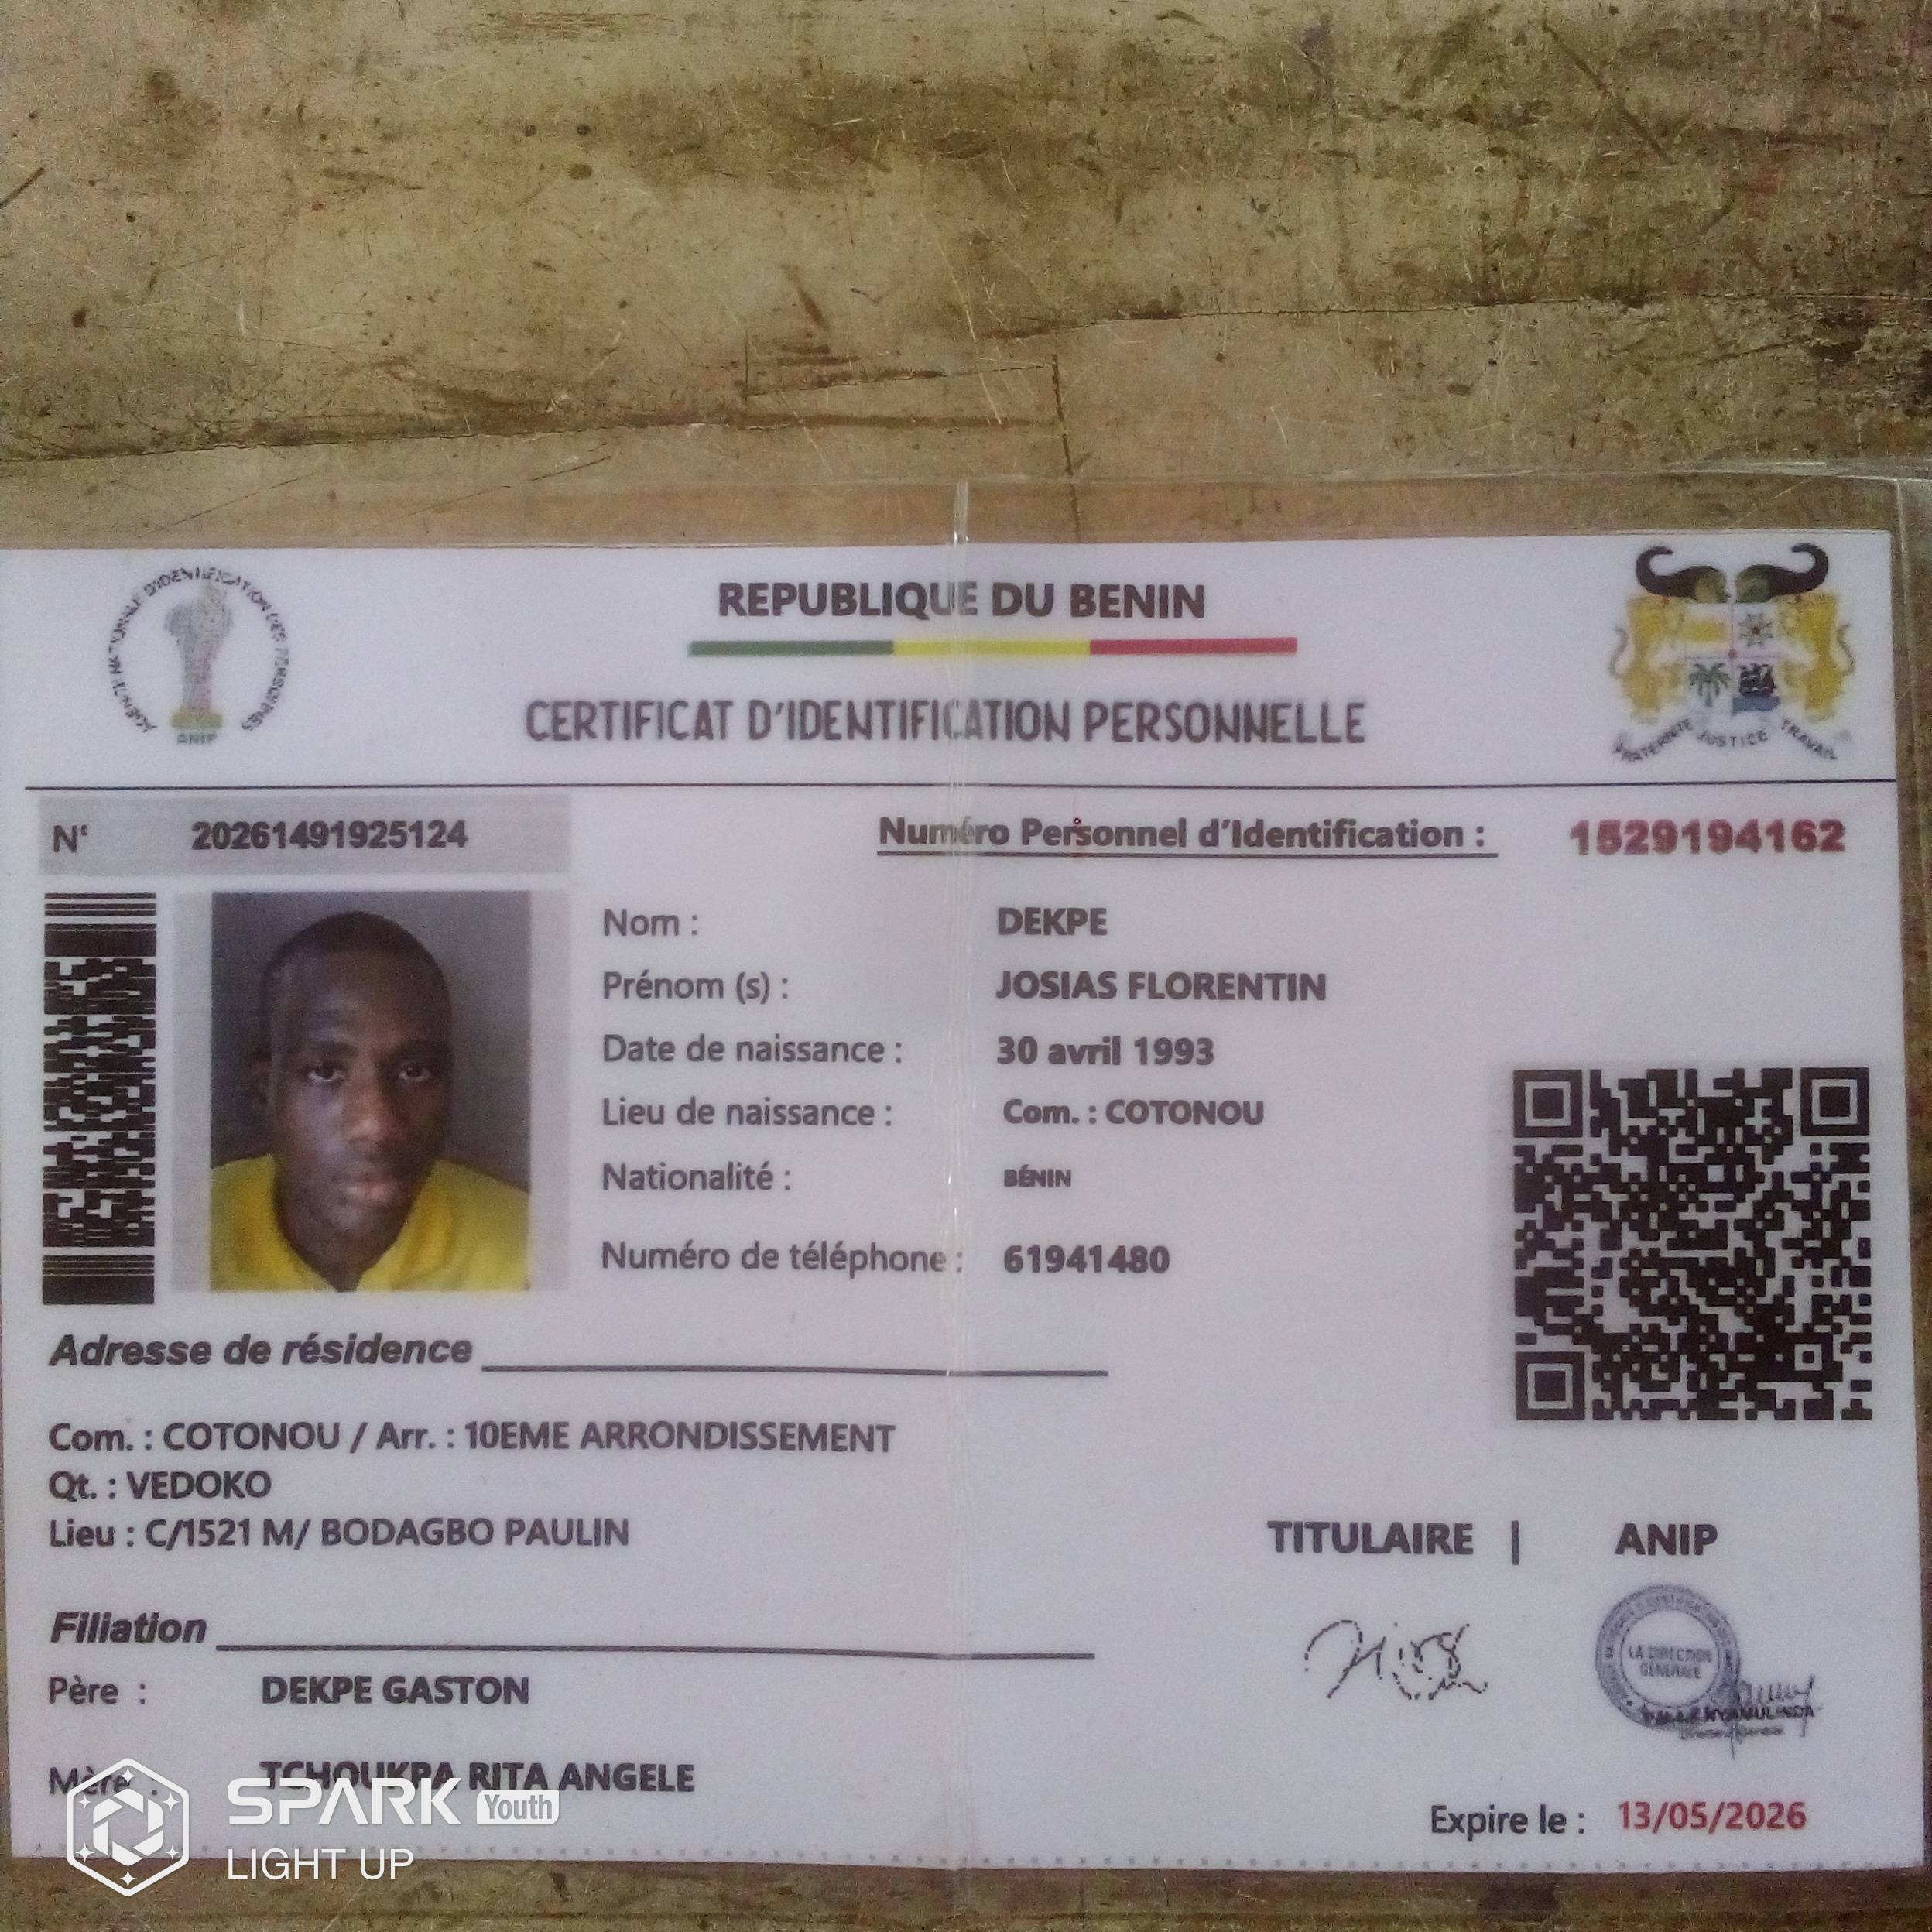 REPUBLIQUE DU BENIN
CERTIFICAT D'IDENTIFICATION PERSONNELLE
AGENCE NATIONALE D'IDENTIFICATION DES PERSONNES
ANIP
FRATERNITE JUSTICE TRAVAIL
N° 20261491925124
Numéro Personnel d'Identification : 1529194162
Nom : DEKPE
Prénom (s) : JOSIAS FLORENTIN
Date de naissance : 30 avril 1993
Lieu de naissance : Com. : COTONOU
Nationalité : BÉNIN
Numéro de téléphone : 61941480
Adresse de résidence
Com. : COTONOU / Arr. : 10EME ARRONDISSEMENT
Qt. : VEDOKO
Lieu : C/1521 M/ BODAGBO PAULIN
TITULAIRE | ANIP
LA DIRECTION
GENERALE
Filiation
Père : DEKPE GASTON
Mère : TCHOUKPA RITA ANGELE
Expire le : 13/05/2026
SPARK Youth
LIGHT UP